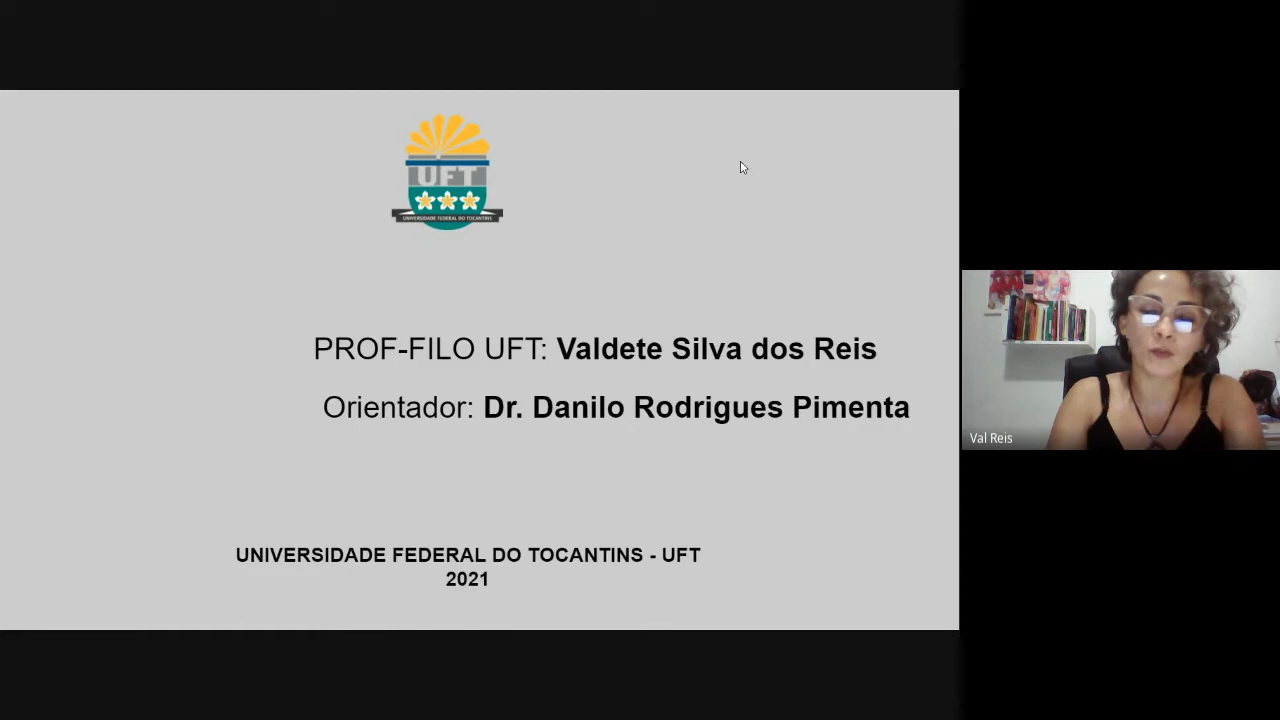 UFT
UNIVERSIDADE FEDERAL DO TOCANTINS
PROF-FILO UFT: Valdete Silva dos Reis
Orientador: Dr. Danilo Rodrigues Pimenta
UNIVERSIDADE FEDERAL DO TOCANTINS - UFT
2021
Val Reis